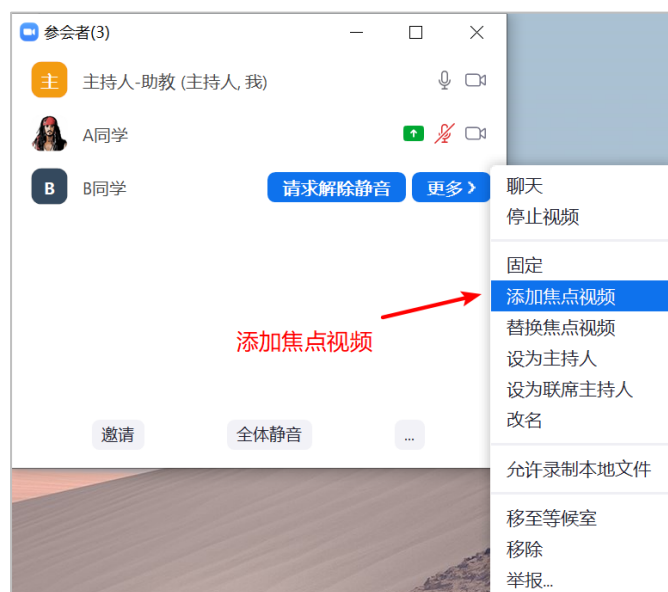 参会者(3)
主 主持人-助教 (主持人, 我)
A同学
B B同学 请求解除静音 更多
聊天
停止视频
固定
添加焦点视频
替换焦点视频
设为主持人
设为联席主持人
改名
允许录制本地文件
移至等候室
移除
举报...
添加焦点视频
邀请 全体静音 ...